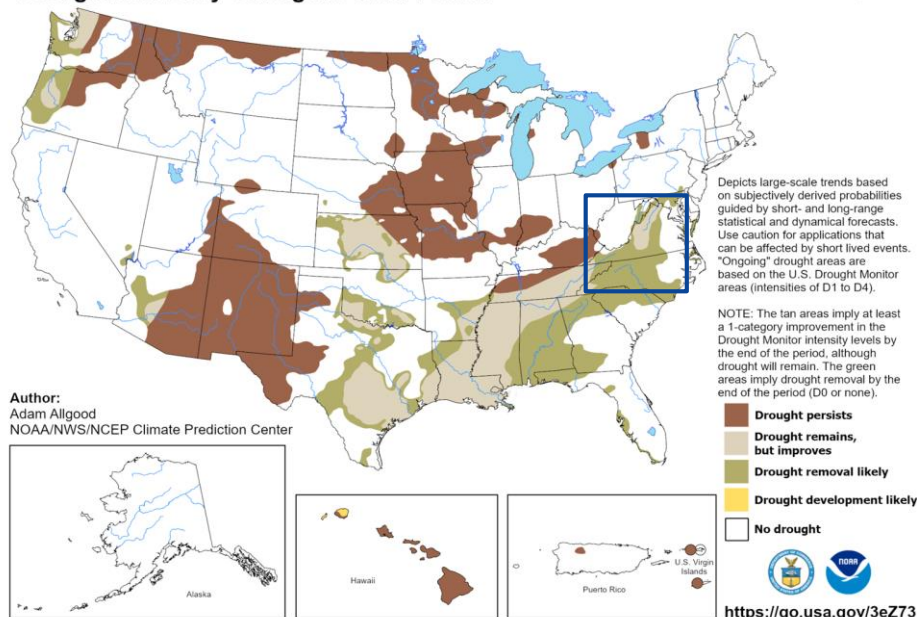 Depicts large-scale trends based
on subjectively derived probabilities
guided by short- and long-range
statistical and dynamical forecasts.
Use caution for applications that
can be affected by short lived events.
"Ongoing" drought areas are
based on the U.S. Drought Monitor
areas (intensities of D1 to D4).
NOTE: The tan areas imply at least
a 1-category improvement in the
Drought Monitor intensity levels by
the end of the period, although
drought will remain. The green
areas imply drought removal by the
end of the period (D0 or none).
Author:
Adam Allgood
NOAA/NWS/NCEP Climate Prediction Center
Drought persists
Drought remains,
but improves
Drought removal likely
Drought development likely
No drought
Alaska
Hawaii
Puerto Rico
U.S. Virgin
Islands
NOAA
https://go.usa.gov/3eZ73